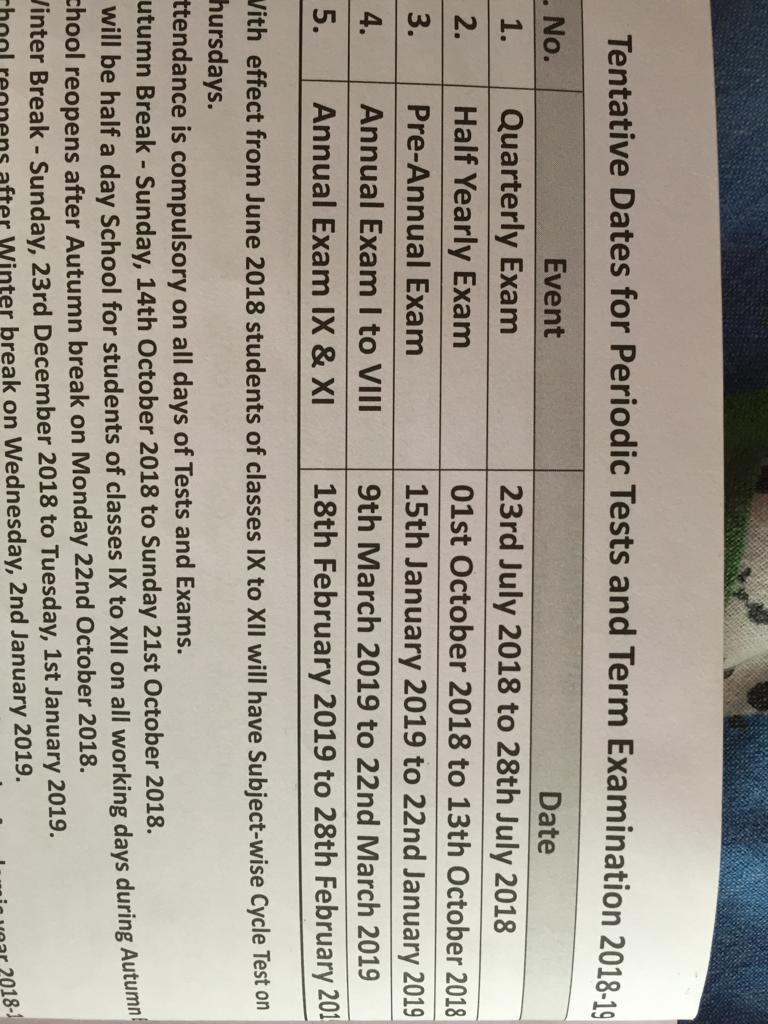 Tentative Dates for Periodic Tests and Term Examination 2018-19
. No. Event Date
1. Quarterly Exam 23rd July 2018 to 28th July 2018
2. Half Yearly Exam 01st October 2018 to 13th October 2018
3. Pre-Annual Exam 15th January 2019 to 22nd January 2019
4. Annual Exam I to VIII 9th March 2019 to 22nd March 2019
5. Annual Exam IX & XI 18th February 2019 to 28th February 201
With effect from June 2018 students of classes IX to XII will have Subject-wise Cycle Test on
hursdays.
ttendance is compulsory on all days of Tests and Exams.
utumn Break - Sunday, 14th October 2018 to Sunday 21st October 2018.
will be half a day School for students of classes IX to XII on all working days during Autumn
chool reopens after Autumn break on Monday 22nd October 2018.
Winter Break - Sunday, 23rd December 2018 to Tuesday, 1st January 2019.
chool reopens after Winter break on Wednesday, 2nd January 2019.
year 2018-1